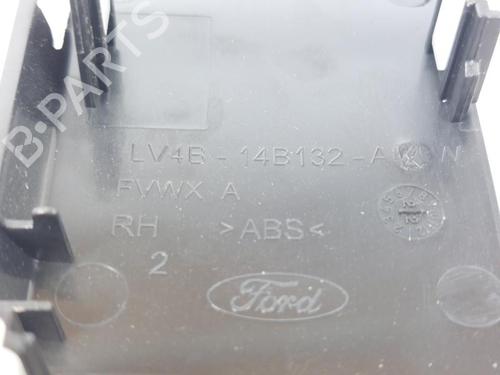 B-PARTS
LV4B - 14B132 - A
FVWX A
RH >ABS<
2
Ford